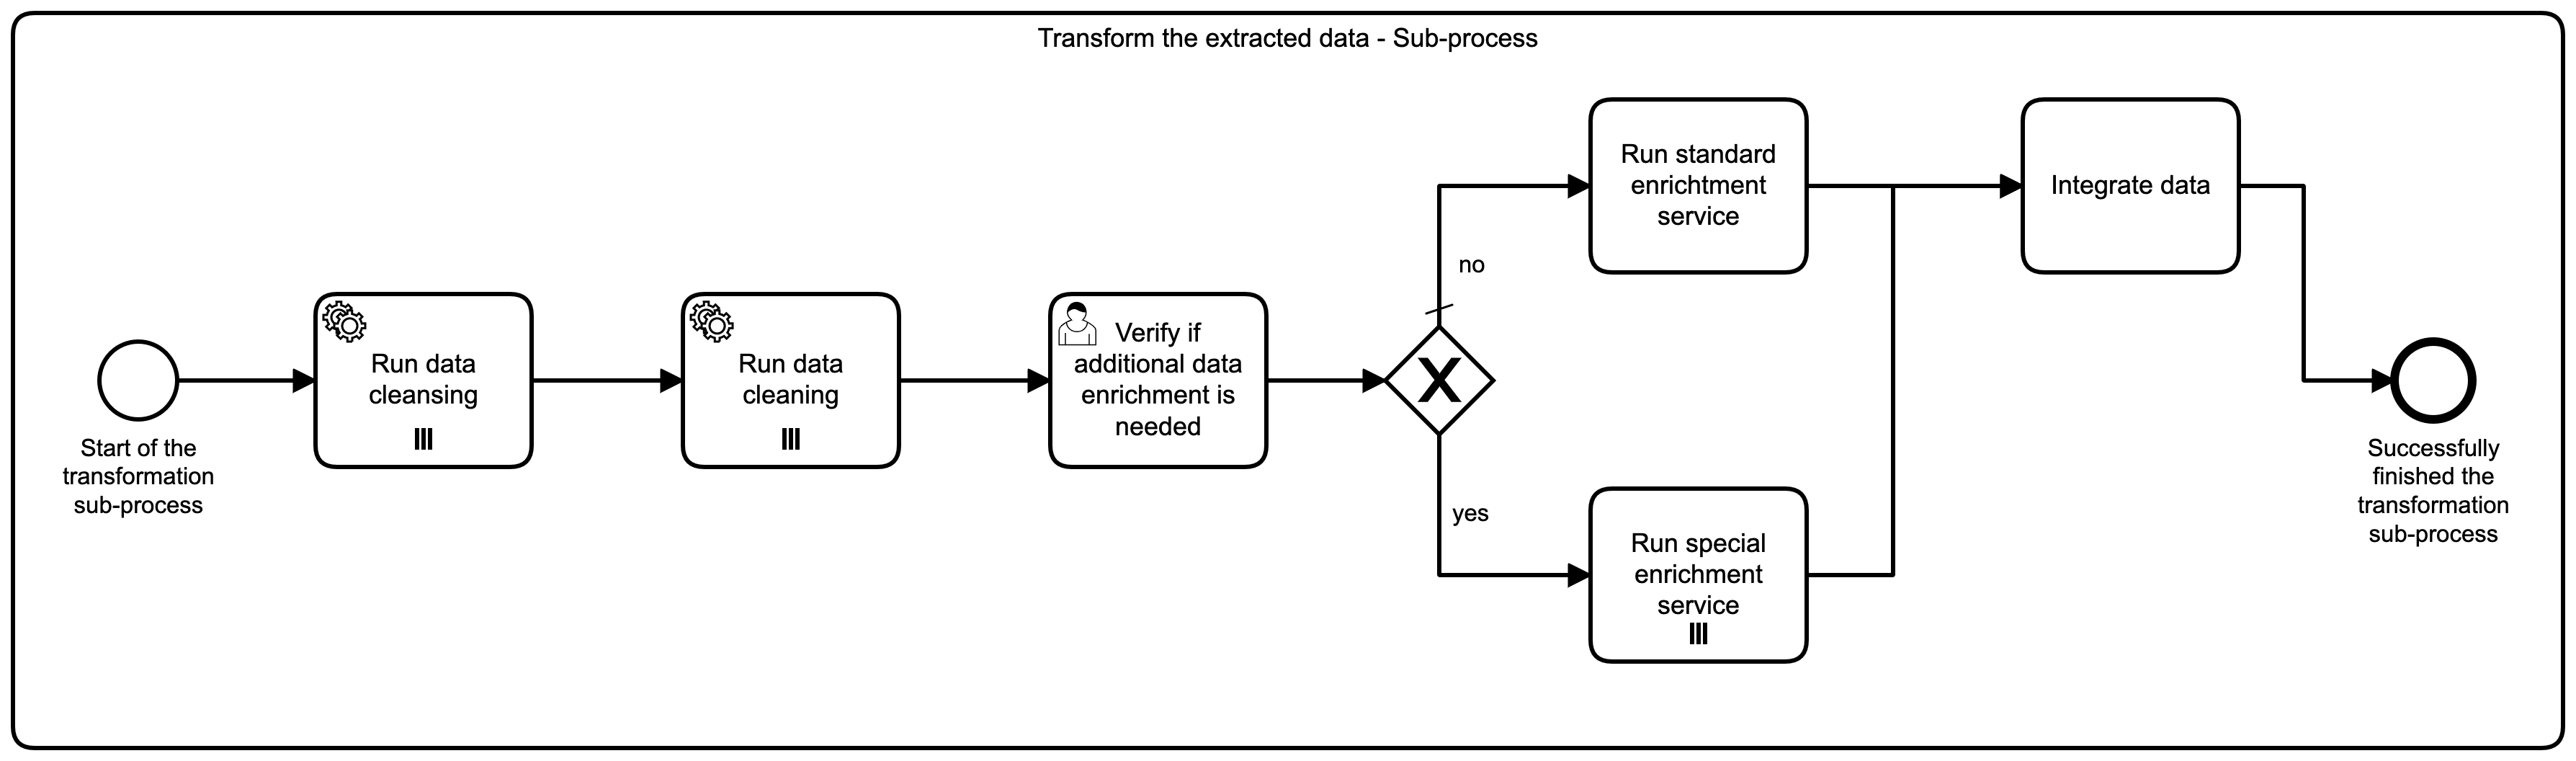 Transform the extracted data - Sub-process
Start of the
transformation
sub-process
Run data
cleansing
Run data
cleaning
Verify if
additional data
enrichment is
needed
no
yes
Run standard
enrichtment
service
Run special
enrichment
service
Integrate data
Successfully
finished the
transformation
sub-process